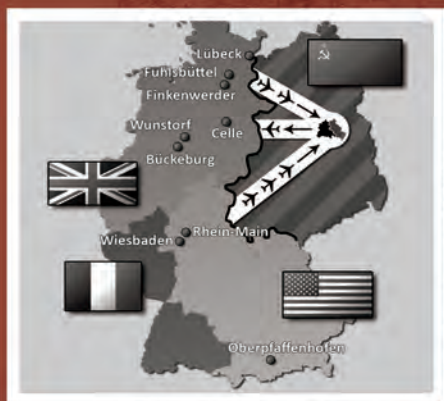 Lübeck
Fuhlsbüttel
Finkenwerder
Wunstorf
Celle
Bückeburg
Rhein-Main
Wiesbaden
Oberpfaffenhofen